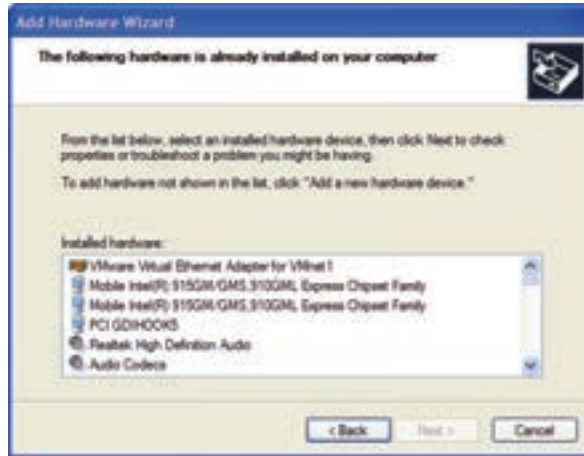 Add Hardware Wizard
The following hardware is already installed on your computer
From the list below, select an installed hardware device, then click Next to check
properties or troubleshoot a problem you might be having.
To add hardware not shown in the list, click "Add a new hardware device."
Installed hardware:
VMware Virtual Ethernet Adapter for VMnet1
Mobile Intel(R) 915GM/GMS,910GML Express Chipset Family
Mobile Intel(R) 915GM/GMS,910GML Express Chipset Family
PCI GDIHOOK5
Realtek High Definition Audio
Audio Codecs
< Back
Next >
Cancel